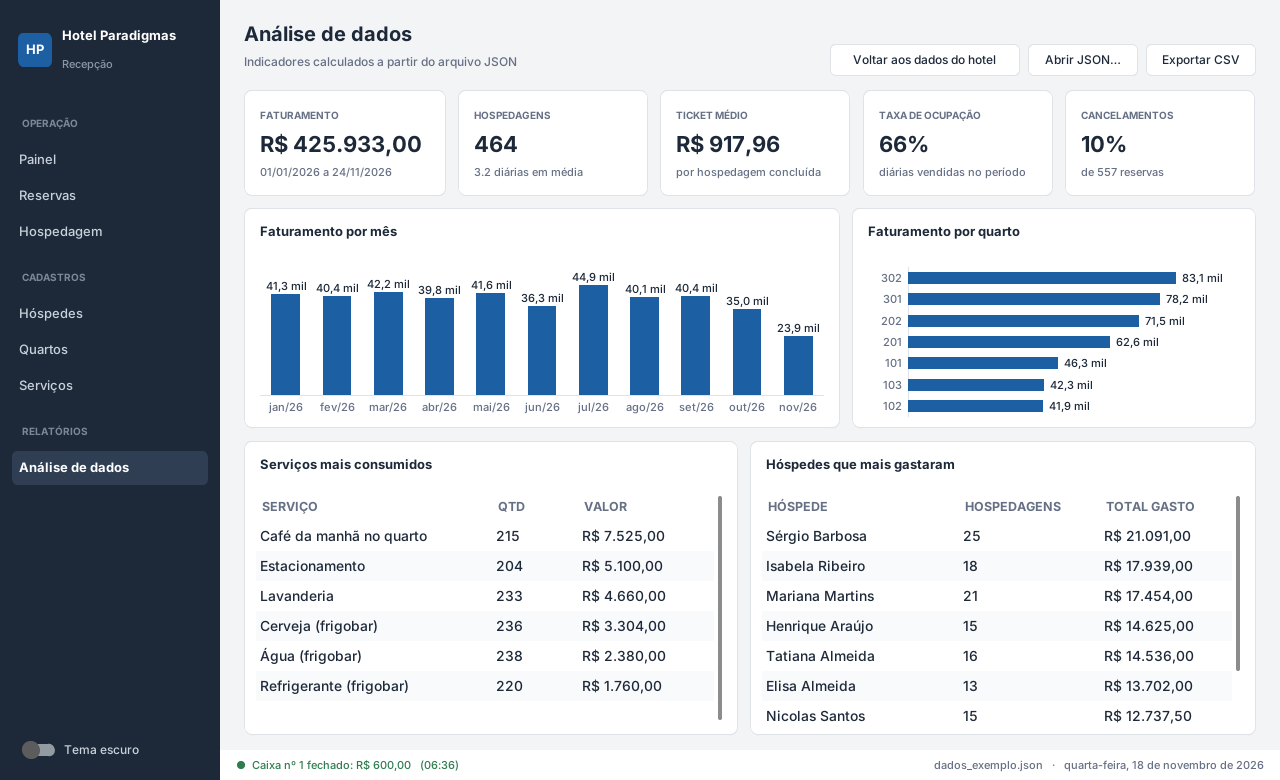 HP
Hotel Paradigmas
Recepção
OPERAÇÃO
Painel
Reservas
Hospedagem
CADASTROS
Hóspedes
Quartos
Serviços
RELATÓRIOS
Análise de dados
Tema escuro
Análise de dados
Indicadores calculados a partir do arquivo JSON
Voltar aos dados do hotel
Abrir JSON...
Exportar CSV
FATURAMENTO
R$ 425.933,00
01/01/2026 a 24/11/2026
HOSPEDAGENS
464
3.2 diárias em média
TICKET MÉDIO
R$ 917,96
por hospedagem concluída
TAXA DE OCUPAÇÃO
66%
diárias vendidas no período
CANCELAMENTOS
10%
de 557 reservas
Faturamento por mês
41,3 mil 40,4 mil 42,2 mil 39,8 mil 41,6 mil 36,3 mil 44,9 mil 40,1 mil 40,4 mil 35,0 mil 23,9 mil
jan/26 fev/26 mar/26 abr/26 mai/26 jun/26 jul/26 ago/26 set/26 out/26 nov/26
Faturamento por quarto
302 83,1 mil
301 78,2 mil
202 71,5 mil
201 62,6 mil
101 46,3 mil
103 42,3 mil
102 41,9 mil
Serviços mais consumidos
SERVIÇO QTD VALOR
Café da manhã no quarto 215 R$ 7.525,00
Estacionamento 204 R$ 5.100,00
Lavanderia 233 R$ 4.660,00
Cerveja (frigobar) 236 R$ 3.304,00
Água (frigobar) 238 R$ 2.380,00
Refrigerante (frigobar) 220 R$ 1.760,00
Hóspedes que mais gastaram
HÓSPEDE HOSPEDAGENS TOTAL GASTO
Sérgio Barbosa 25 R$ 21.091,00
Isabela Ribeiro 18 R$ 17.939,00
Mariana Martins 21 R$ 17.454,00
Henrique Araújo 15 R$ 14.625,00
Tatiana Almeida 16 R$ 14.536,00
Elisa Almeida 13 R$ 13.702,00
Nicolas Santos 15 R$ 12.737,50
Caixa nº 1 fechado: R$ 600,00 (06:36)
dados_exemplo.json · quarta-feira, 18 de novembro de 2026